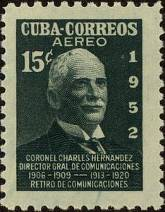 CUBA-CORREOS
AEREO
15¢
1952
CORONEL CHARLES HERNANDEZ
DIRECTOR GRAL DE COMUNICACIONES
1906-1909 — 1913-1920
RETIRO DE COMUNICACIONES